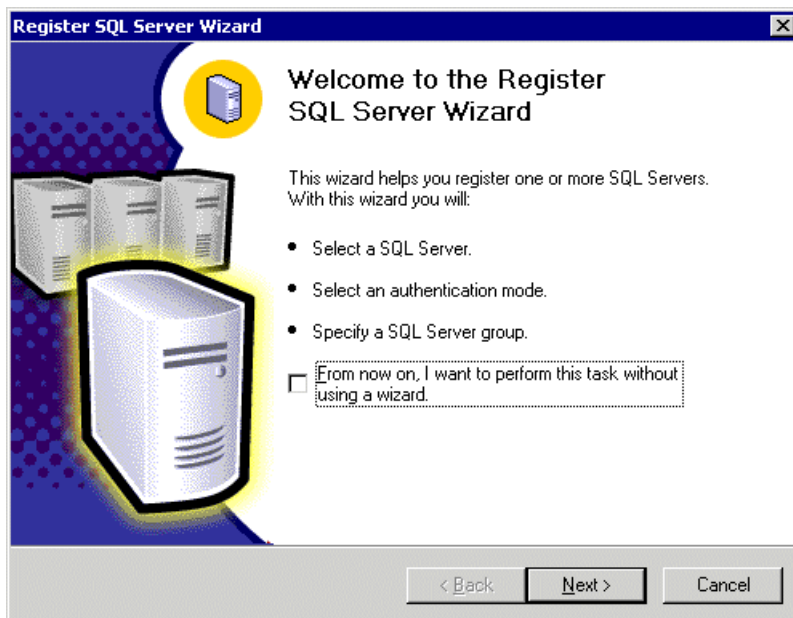 Register SQL Server Wizard
Welcome to the Register
SQL Server Wizard
This wizard helps you register one or more SQL Servers.
With this wizard you will:
• Select a SQL Server.
• Select an authentication mode.
• Specify a SQL Server group.
From now on, I want to perform this task without
using a wizard.
< Back
Next >
Cancel